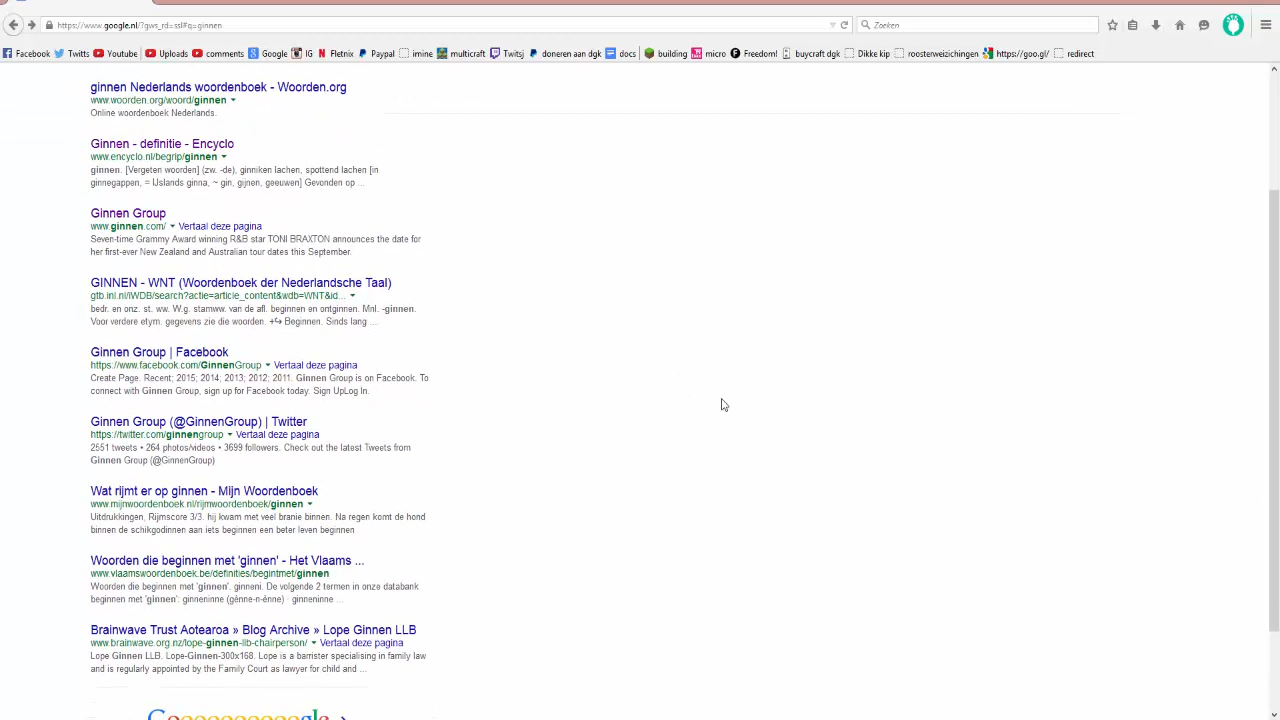 https://www.google.nl/?gws_rd=ssl#q=ginnen
Zoeken
Facebook Twitts Youtube Uploads comments Google IG Fletnix Paypal imine multicraft Twitsj doneren aan dgk docs building micro Freedom! buycraft dgk Dikke kip roosterweizichingen https://goo.gl/ redirect
ginnen Nederlands woordenboek - Woorden.org
www.woorden.org/woord/ginnen
Online woordenboek Nederlands.
Ginnen - definitie - Encyclo
www.encyclo.nl/begrip/ginnen
ginnen. [Vergeten woorden] (zw. -de), ginniken lachen, spottend lachen [in
ginnegappen, = IJslands ginna, ~ gin, gijnen, geeuwen] Gevonden op ...
Ginnen Group
www.ginnen.com/ Vertaal deze pagina
Seven-time Grammy Award winning R&B star TONI BRAXTON announces the date for
her first-ever New Zealand and Australian tour dates this September.
GINNEN - WNT (Woordenboek der Nederlandsche Taal)
gtb.inl.nl/iWDB/search?actie=article_content&wdb=WNT&id...
bedr. en onz. st. ww. W.g. stamww. van de afl. beginnen en ontginnen. Mnl. -ginnen.
Voor verdere etym. gegevens zie die woorden. +↪ Beginnen. Sinds lang ...
Ginnen Group | Facebook
https://www.facebook.com/GinnenGroup Vertaal deze pagina
Create Page. Recent; 2015; 2014; 2013; 2012; 2011. Ginnen Group is on Facebook. To
connect with Ginnen Group, sign up for Facebook today. Sign UpLog In.
Ginnen Group (@GinnenGroup) | Twitter
https://twitter.com/ginnengroup Vertaal deze pagina
2551 tweets • 264 photos/videos • 3699 followers. Check out the latest Tweets from
Ginnen Group (@GinnenGroup)
Wat rijmt er op ginnen - Mijn Woordenboek
www.mijnwoordenboek.nl/rijmwoordenboek/ginnen
Uitdrukkingen, Rijmscore 3/3. hij kwam met veel branie binnen. Na regen komt de hond
binnen de schikgodinnen aan iets beginnen een beter leven beginnen
Woorden die beginnen met 'ginnen' - Het Vlaams ...
www.vlaamswoordenboek.be/definities/begintmet/ginnen
Woorden die beginnen met 'ginnen'. ginneni. De volgende 2 termen in onze databank
beginnen met 'ginnen': ginneninne (gènne-n-ènne) · ginneninne ...
Brainwave Trust Aotearoa » Blog Archive » Lope Ginnen LLB
www.brainwave.org.nz/lope-ginnen-llb-chairperson/ Vertaal deze pagina
Lope Ginnen LLB. Lope-Ginnen-300x168. Lope is a barrister specialising in family law
and is regularly appointed by the Family Court as lawyer for child and ...
Goooooooooogle